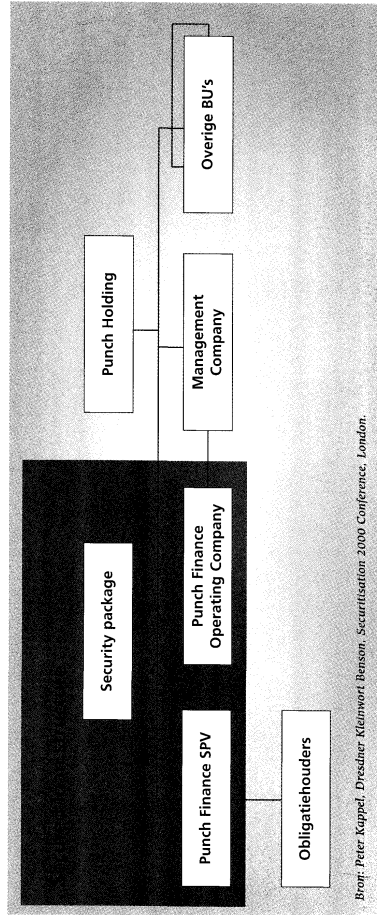 Punch Holding
Security package
Overige BU's
Management
Company
Punch Finance
Operating Company
Punch Finance SPV
Obligatiehouders
Bron: Peter Kappel, Dresdner Kleinwort Benson, Securitisation 2000 Conference, London.